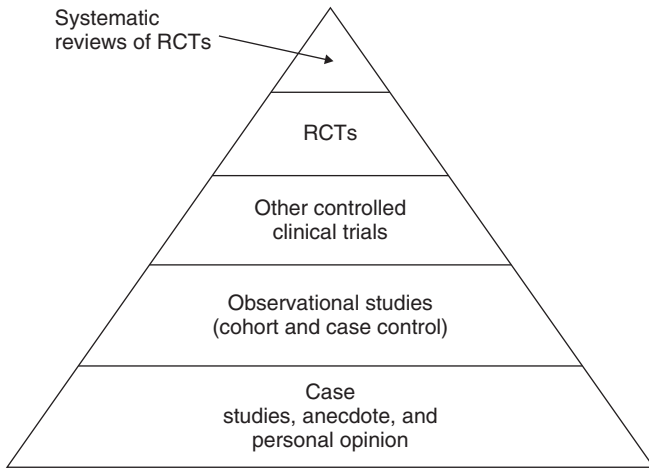 Systematic
reviews of RCTs
RCTs
Other controlled
clinical trials
Observational studies
(cohort and case control)
Case
studies, anecdote, and
personal opinion